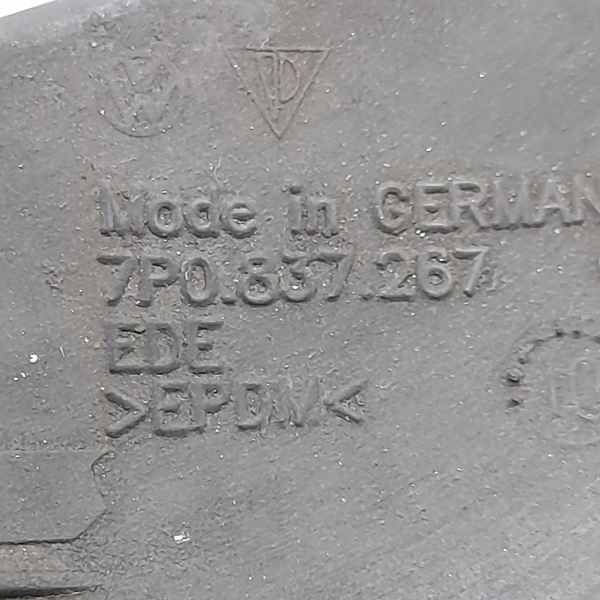 Made in GERMAN
7P0.837.267
EDE
>EPDM<